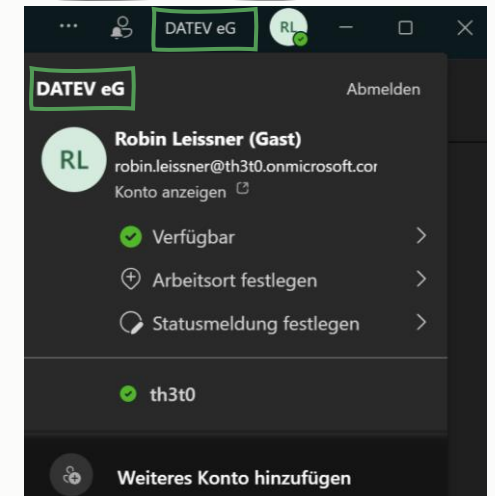 ... DATEV eG RL
DATEV eG Abmelden
RL
Robin Leissner (Gast)
robin.leissner@th3t0.onmicrosoft.cor
Konto anzeigen
Verfügbar
Arbeitsort festlegen
Statusmeldung festlegen
th3t0
Weiteres Konto hinzufügen